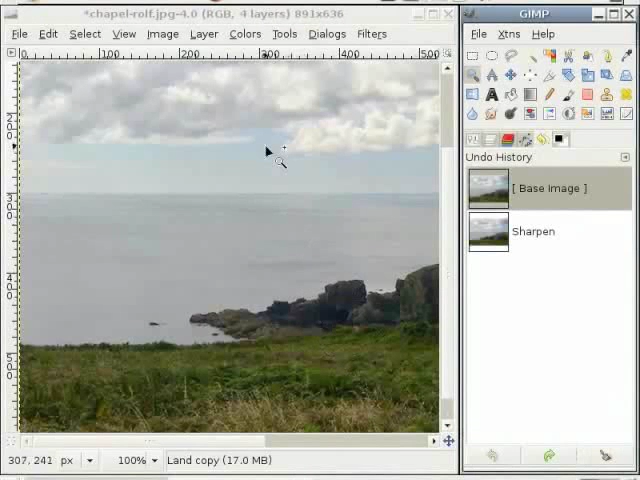 *chapel-rolf.jpg-4.0 (RGB, 4 layers) 891x636
File Edit Select View Image Layer Colors Tools Dialogs Filters
0 100 200 300 400 500
307, 241 px 100% Land copy (17.0 MB)
GIMP
File Xtns Help
Undo History
[ Base Image ]
Sharpen